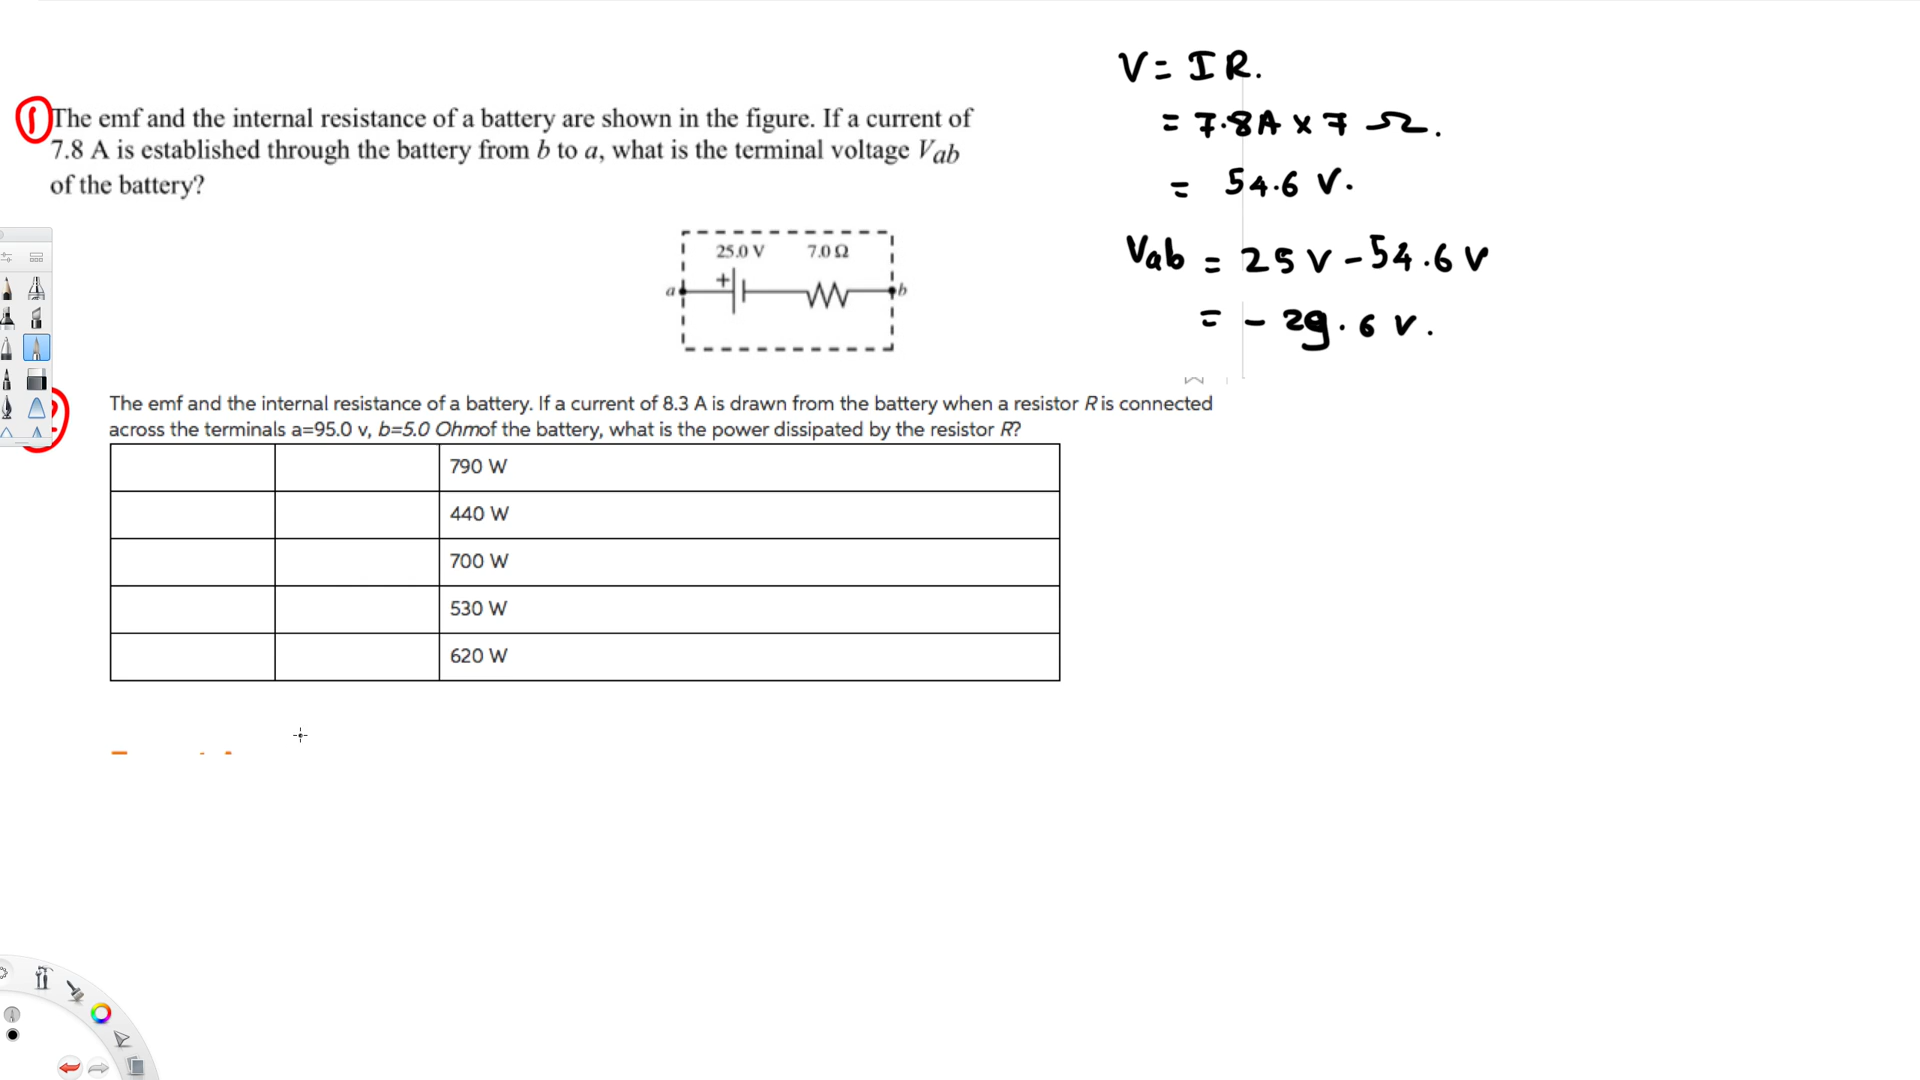 The emf and the internal resistance of a battery are shown in the figure. If a current of
7.8 A is established through the battery from b to a, what is the terminal voltage Vab
of the battery?
1
25.0 V 7.0 Ω
+
a b
V = I R.
= 7.8A x 7 Ω.
= 54.6 V.
Vab = 25 V - 54.6 V
= - 29.6 V.
The emf and the internal resistance of a battery. If a current of 8.3 A is drawn from the battery when a resistor R is connected
across the terminals a=95.0 v, b=5.0 Ohmof the battery, what is the power dissipated by the resistor R?
790 W
440 W
700 W
530 W
620 W